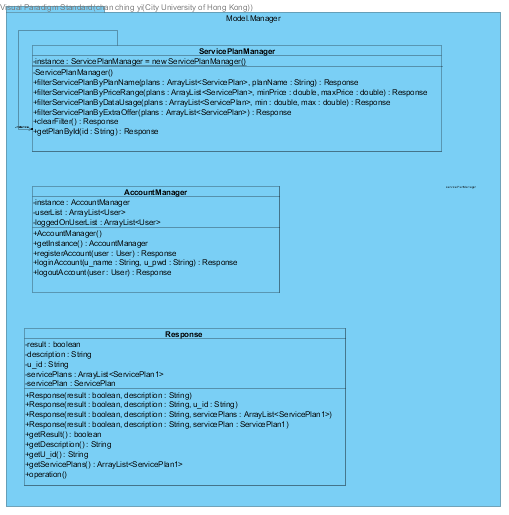 Visual Paradigm Standard(chan ching yi(City University of Hong Kong))
Model.Manager
ServicePlanManager
-instance : ServicePlanManager = new ServicePlanManager()
-ServicePlanManager()
+filterServicePlanByPlanName(plans : ArrayList<ServicePlan>, planName : String) : Response
+filterServicePlanByPriceRange(plans : ArrayList<ServicePlan>, minPrice : double, maxPrice : double) : Response
+filterServicePlanByDataUsage(plans : ArrayList<ServicePlan>, min : double, max : double) : Response
+filterServicePlanByExtraOffer(plans : ArrayList<ServicePlan>) : Response
+clearFilter() : Response
+getPlanById(id : String) : Response
AccountManager
-instance : AccountManager
-userList : ArrayList<User>
-loggedOnUserList : ArrayList<User>
+AccountManager()
+getInstance() : AccountManager
+registerAccount(user : User) : Response
+loginAccount(u_name : String, u_pwd : String) : Response
+logoutAccount(user : User) : Response
Response
-result : boolean
-description : String
-u_id : String
-servicePlans : ArrayList<ServicePlan1>
-servicePlan : ServicePlan
+Response(result : boolean, description : String)
+Response(result : boolean, description : String, u_id : String)
+Response(result : boolean, description : String, servicePlans : ArrayList<ServicePlan1>)
+Response(result : boolean, description : String, servicePlan : ServicePlan1)
+getResult() : boolean
+getDescription() : String
+getU_id() : String
+getServicePlans() : ArrayList<ServicePlan1>
+operation()